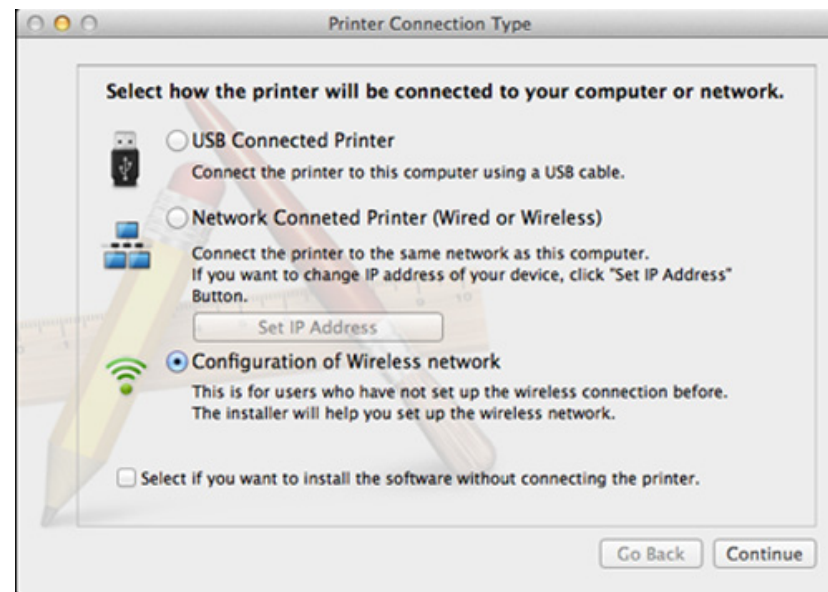 Printer Connection Type
Select how the printer will be connected to your computer or network.
USB Connected Printer
Connect the printer to this computer using a USB cable.
Network Conneted Printer (Wired or Wireless)
Connect the printer to the same network as this computer.
If you want to change IP address of your device, click "Set IP Address"
Button.
Set IP Address
Configuration of Wireless network
This is for users who have not set up the wireless connection before.
The installer will help you set up the wireless network.
Select if you want to install the software without connecting the printer.
Go Back Continue